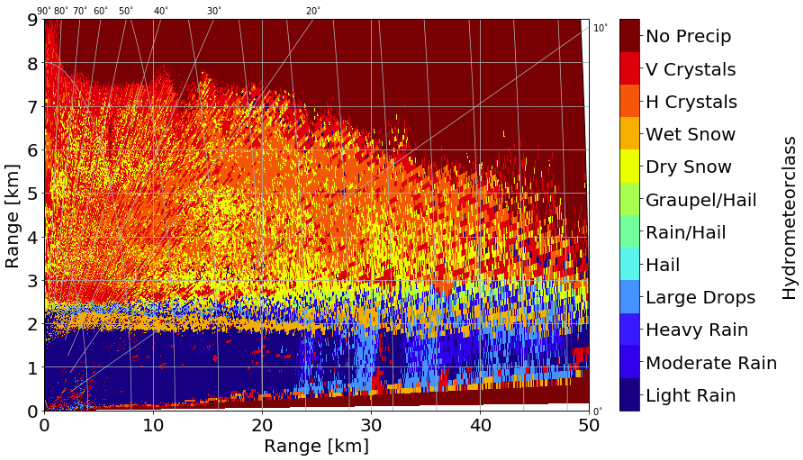 90° 80° 70° 60° 50° 40° 30° 20°
10°
0°
9
8
7
6
5
4
3
2
1
0
Range [km]
0 10 20 30 40 50
Range [km]
No Precip
V Crystals
H Crystals
Wet Snow
Dry Snow
Graupel/Hail
Rain/Hail
Hail
Large Drops
Heavy Rain
Moderate Rain
Light Rain
Hydrometeorclass